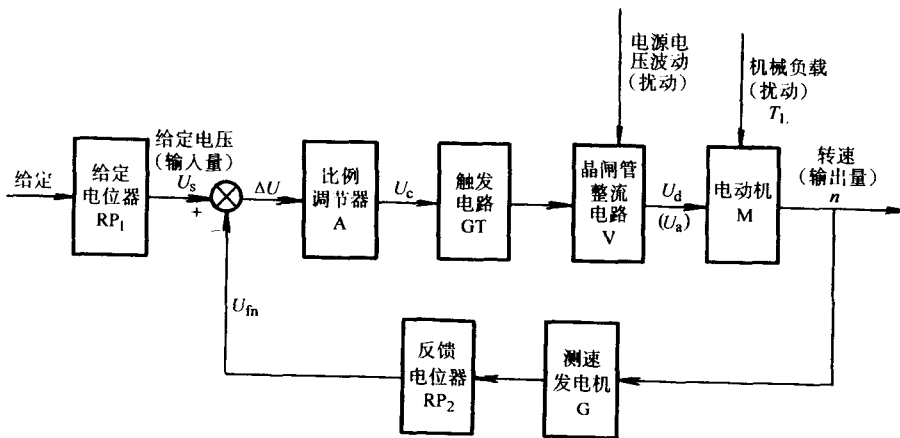 电源电
压波动
(扰动)
机械负载
(扰动)
T_L
给定
给定
电位器
RP₁
给定电压
(输入量)
U_s
+
-
ΔU
比例
调节器
A
U_c
触发
电路
GT
晶闸管
整流
电路
V
U_d
(U_a)
电动机
M
转速
(输出量)
n
U_fn
反馈
电位器
RP₂
测速
发电机
G